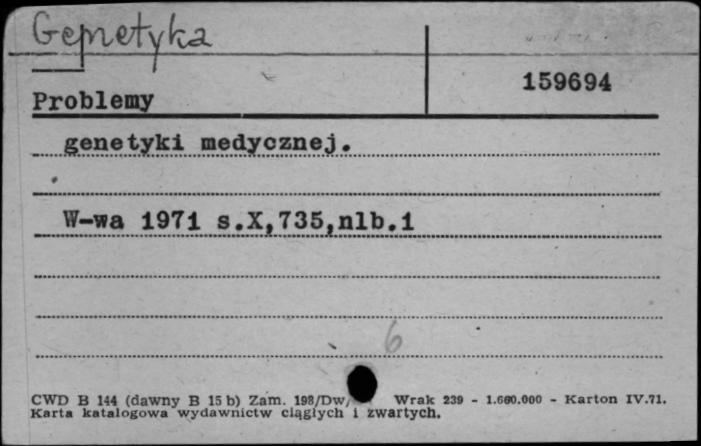 Genetyka
159694
Problemy
genetyki medycznej.
W-wa 1971 s.X,735,nlb.1
6
CWD B 144 (dawny B 15 b) Zam. 198/Dw/ Wrak 239 - 1.660.000 - Karton IV.71.
Karta katalogowa wydawnictw ciągłych i zwartych.